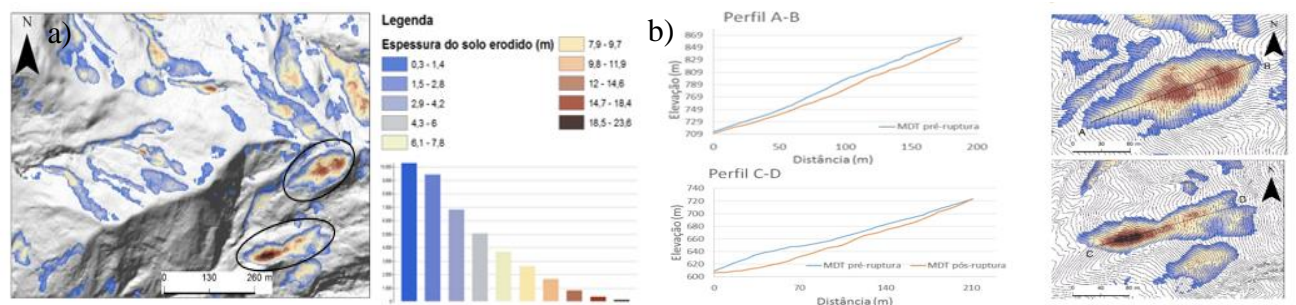 a)
N
0 130 260 m
Legenda
Espessura do solo erodido (m)
0,3 - 1,4
1,5 - 2,8
2,9 - 4,2
4,3 - 6
6,1 - 7,8
7,9 - 9,7
9,8 - 11,9
12 - 14,6
14,7 - 18,4
18,5 - 23,6
b)
Perfil A-B
Elevação (m)
869
849
829
809
789
769
749
729
709
MDT pré-ruptura
0 50 100 150 200
Distância (m)
Perfil C-D
Elevação (m)
740
720
700
680
660
640
620
600
MDT pré-ruptura MDT pós-ruptura
0 70 140 210
Distância (m)
N
B
A
N
D
C